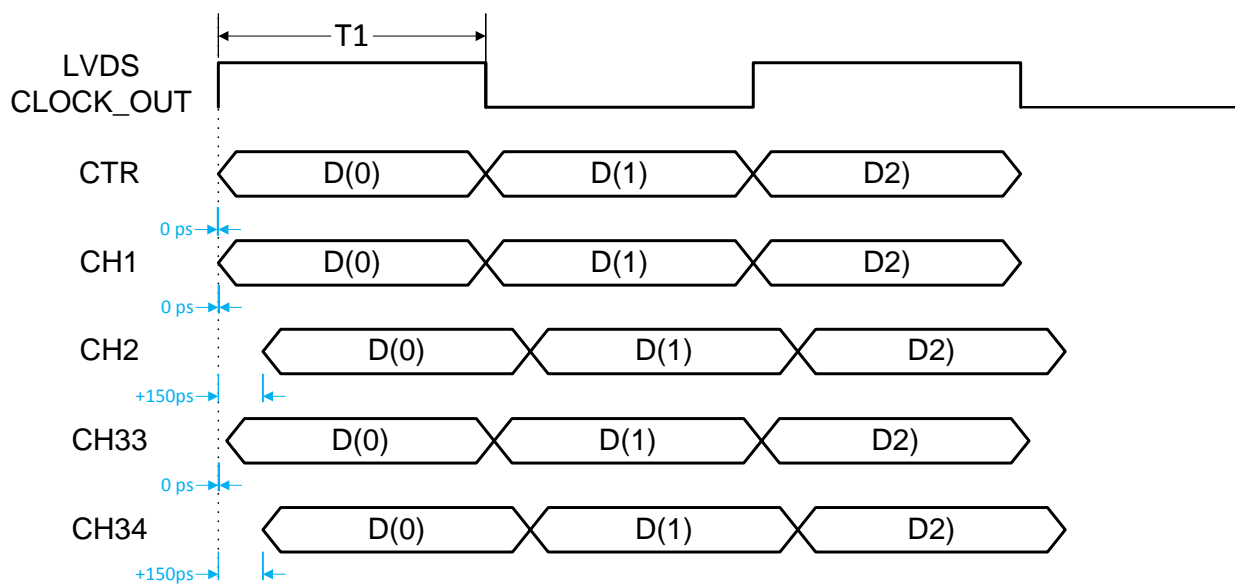 T1
LVDS
CLOCK_OUT
CTR D(0) D(1) D2)
0 ps
CH1 D(0) D(1) D2)
0 ps
CH2 D(0) D(1) D2)
+150ps
CH33 D(0) D(1) D2)
0 ps
CH34 D(0) D(1) D2)
+150ps